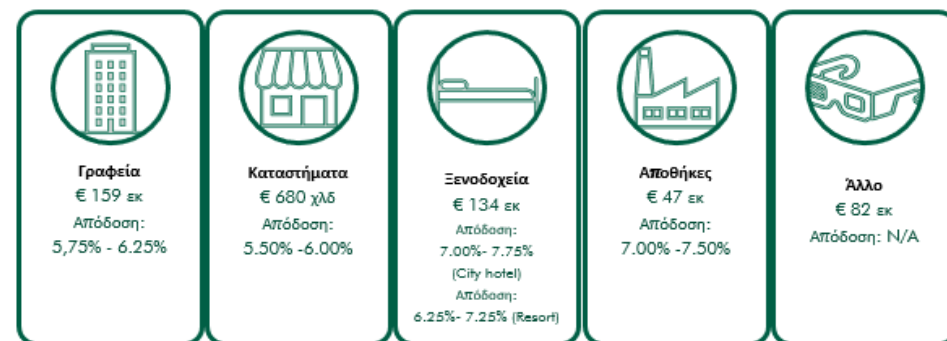 Γραφεία
€ 159 εκ
Απόδοση:
5,75% - 6.25%
Καταστήματα
€ 680 χλδ
Απόδοση:
5.50% -6.00%
Ξενοδοχεία
€ 134 εκ
Απόδοση:
7.00%- 7.75%
(City hotel)
Απόδοση:
6.25%- 7.25% (Resort)
Αποθήκες
€ 47 εκ
Απόδοση:
7.00% -7.50%
Άλλο
€ 82 εκ
Απόδοση: N/A